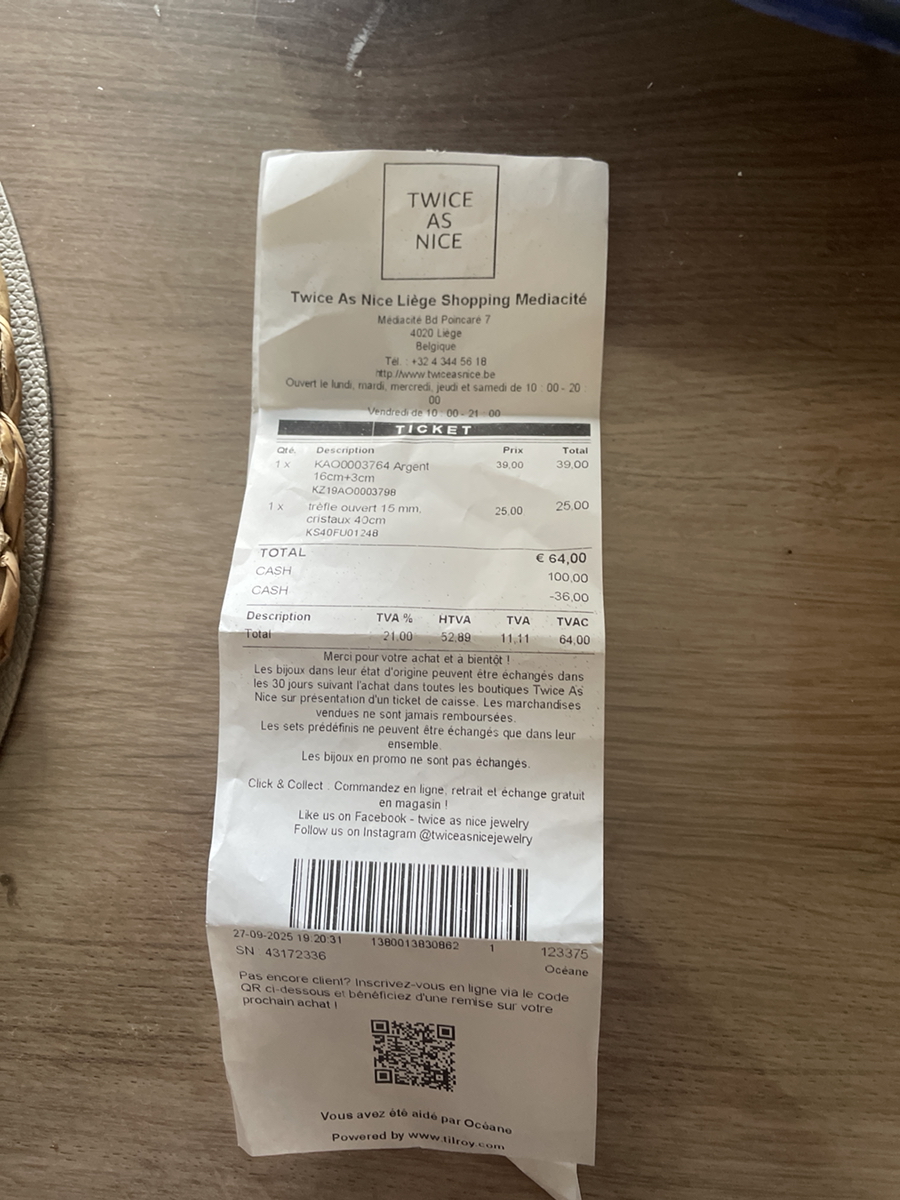 TWICE
AS
NICE
Twice As Nice Liège Shopping Mediacité
Médiacité Bd Poincaré 7
4020 Liège
Belgique
Tél. : +32 4 344 56 18
http://www.twiceasnice.be
Ouvert le lundi, mardi, mercredi, jeudi et samedi de 10 : 00 - 20 :
00
Vendredi de 10 : 00 - 21 : 00
TICKET
Qté. Description Prix Total
1 x KAO0003764 Argent 39,00 39,00
16cm+3cm
KZ19AO0003798
1 x trèfle ouvert 15 mm, 25,00 25,00
cristaux 40cm
KS40FU01248
TOTAL € 64,00
CASH 100,00
CASH -36,00
Description TVA % HTVA TVA TVAC
Total 21,00 52,89 11,11 64,00
Merci pour votre achat et à bientôt !
Les bijoux dans leur état d'origine peuvent être échangés dans
les 30 jours suivant l'achat dans toutes les boutiques Twice As
Nice sur présentation d'un ticket de caisse. Les marchandises
vendues ne sont jamais remboursées.
Les sets prédéfinis ne peuvent être échangés que dans leur
ensemble.
Les bijoux en promo ne sont pas échangés.
Click & Collect : Commandez en ligne, retrait et échange gratuit
en magasin !
Like us on Facebook - twice as nice jewelry
Follow us on Instagram @twiceasnicejewelry
27-09-2025 19:20:31 1380013830862 1 123375
SN 43172336 Océane
Pas encore client? Inscrivez-vous en ligne via le code
QR ci-dessous et bénéficiez d'une remise sur votre
prochain achat !
Vous avez été aidé par Océane
Powered by www.tilroy.com